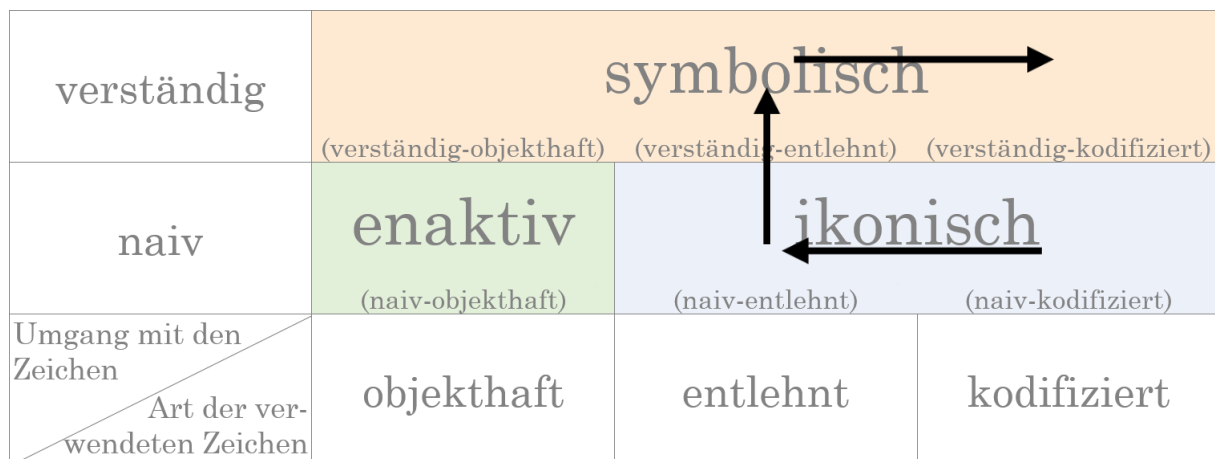 verständig
symbolisch
(verständig-objekthaft) (verständig-entlehnt) (verständig-kodifiziert)
naiv
enaktiv
ikonisch
(naiv-objekthaft) (naiv-entlehnt) (naiv-kodifiziert)
Umgang mit den
Zeichen
Art der ver-
wendeten Zeichen
objekthaft
entlehnt
kodifiziert